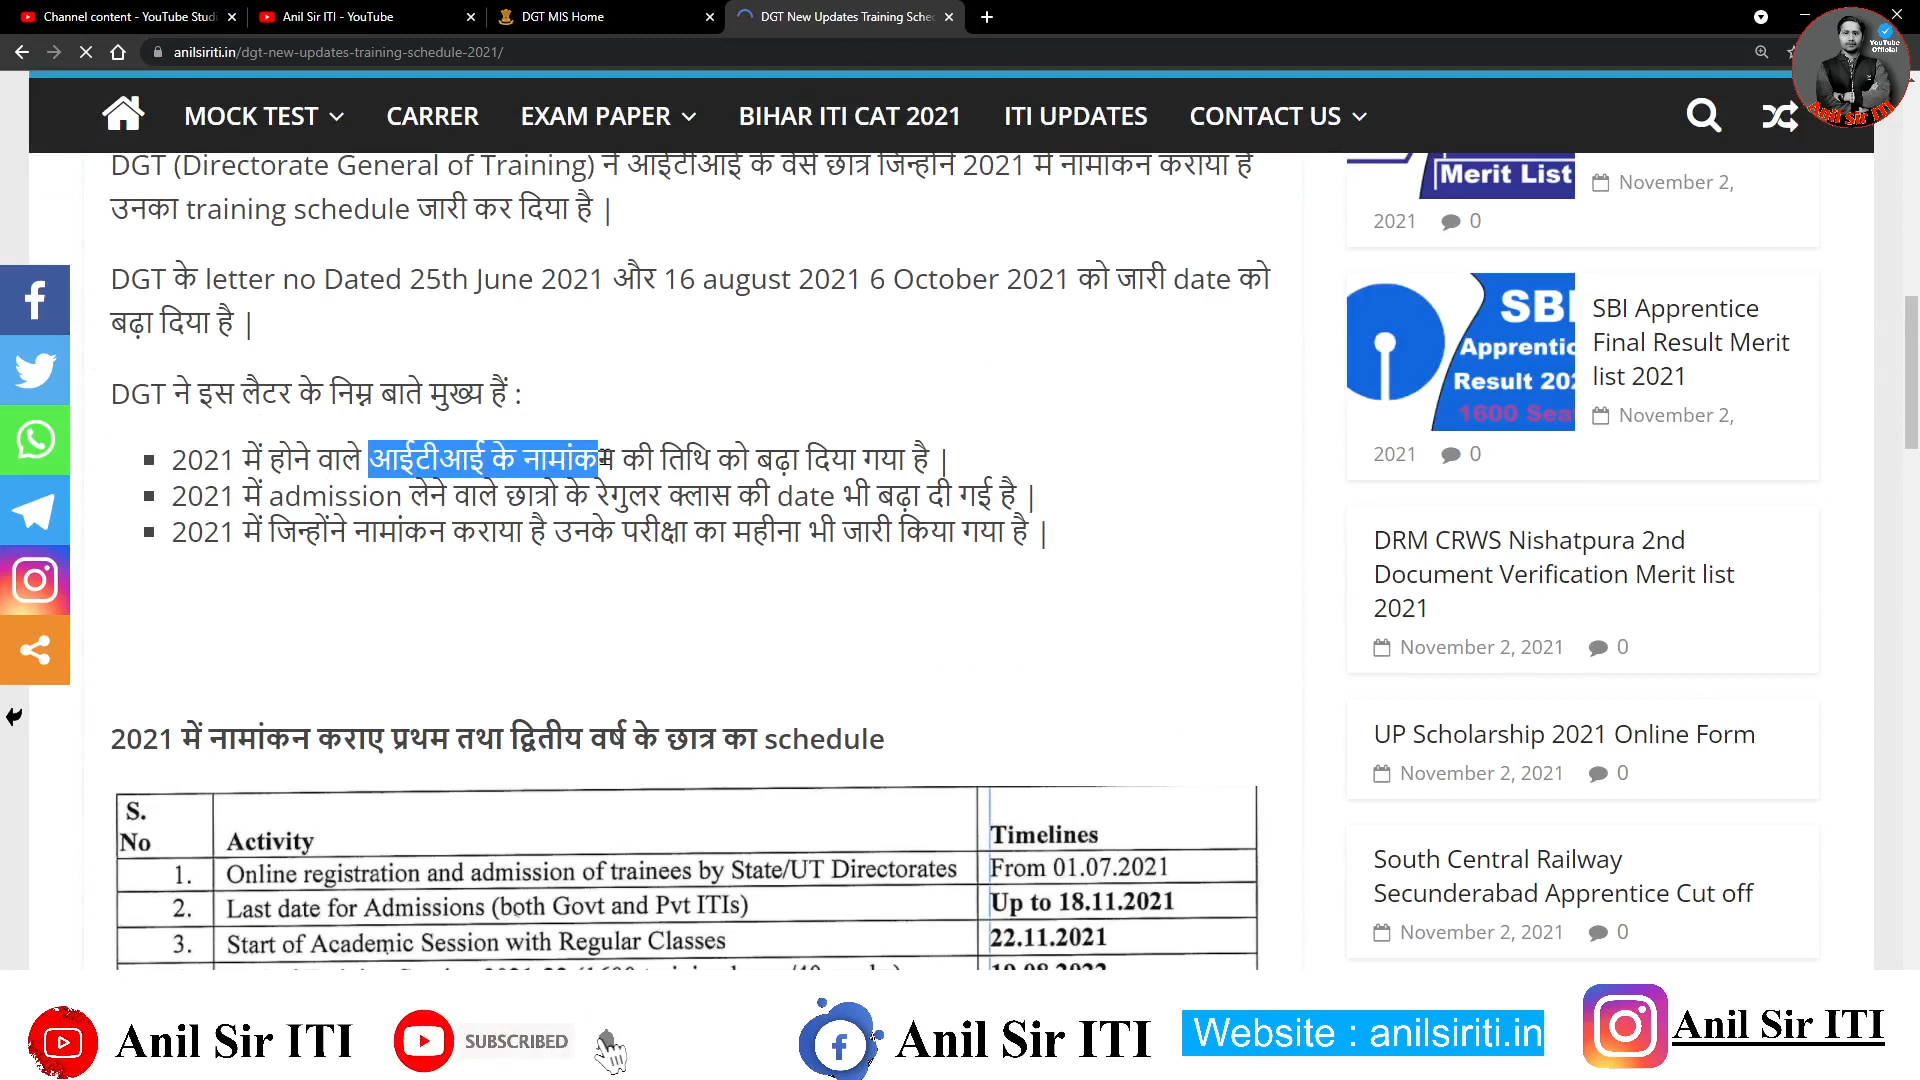 Channel content - YouTube Studi
Anil Sir ITI - YouTube
DGT MIS Home
DGT New Updates Training Sche
anilsiriti.in/dgt-new-updates-training-schedule-2021/
YouTube
Official
Anil Sir ITI
MOCK TEST
CARRER
EXAM PAPER
BIHAR ITI CAT 2021
ITI UPDATES
CONTACT US
DGT (Directorate General of Training) ने आईटीआई के वैसे छात्र जिन्होंने 2021 में नामांकन कराया है
उनका training schedule जारी कर दिया है |
DGT के letter no Dated 25th June 2021 और 16 august 2021 6 October 2021 को जारी date को
बढ़ा दिया है |
DGT ने इस लैटर के निम्न बाते मुख्य हैं :
2021 में होने वाले आईटीआई के नामांकन की तिथि को बढ़ा दिया गया है |
2021 में admission लेने वाले छात्रो के रेगुलर क्लास की date भी बढ़ा दी गई है |
2021 में जिन्होंने नामांकन कराया है उनके परीक्षा का महीना भी जारी किया गया है |
2021 में नामांकन कराए प्रथम तथा द्वितीय वर्ष के छात्र का schedule
S.
No Activity Timelines
1. Online registration and admission of trainees by State/UT Directorates From 01.07.2021
2. Last date for Admissions (both Govt and Pvt ITIs) Up to 18.11.2021
3. Start of Academic Session with Regular Classes 22.11.2021
Merit List
November 2,
2021 0
SBI
Apprentic
Result 202
1600 Sea
SBI Apprentice
Final Result Merit
list 2021
November 2,
2021 0
DRM CRWS Nishatpura 2nd
Document Verification Merit list
2021
November 2, 2021 0
UP Scholarship 2021 Online Form
November 2, 2021 0
South Central Railway
Secunderabad Apprentice Cut off
November 2, 2021 0
Anil Sir ITI
SUBSCRIBED
Anil Sir ITI
Website : anilsiriti.in
Anil Sir ITI